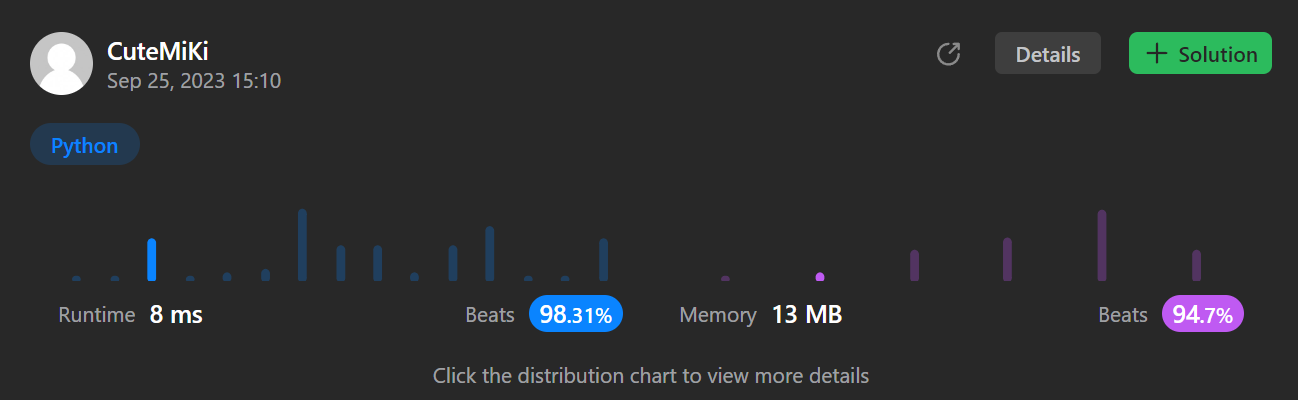 CuteMiKi
Sep 25, 2023 15:10
Details
+ Solution
Python
Runtime 8 ms Beats 98.31%
Memory 13 MB Beats 94.7%
Click the distribution chart to view more details